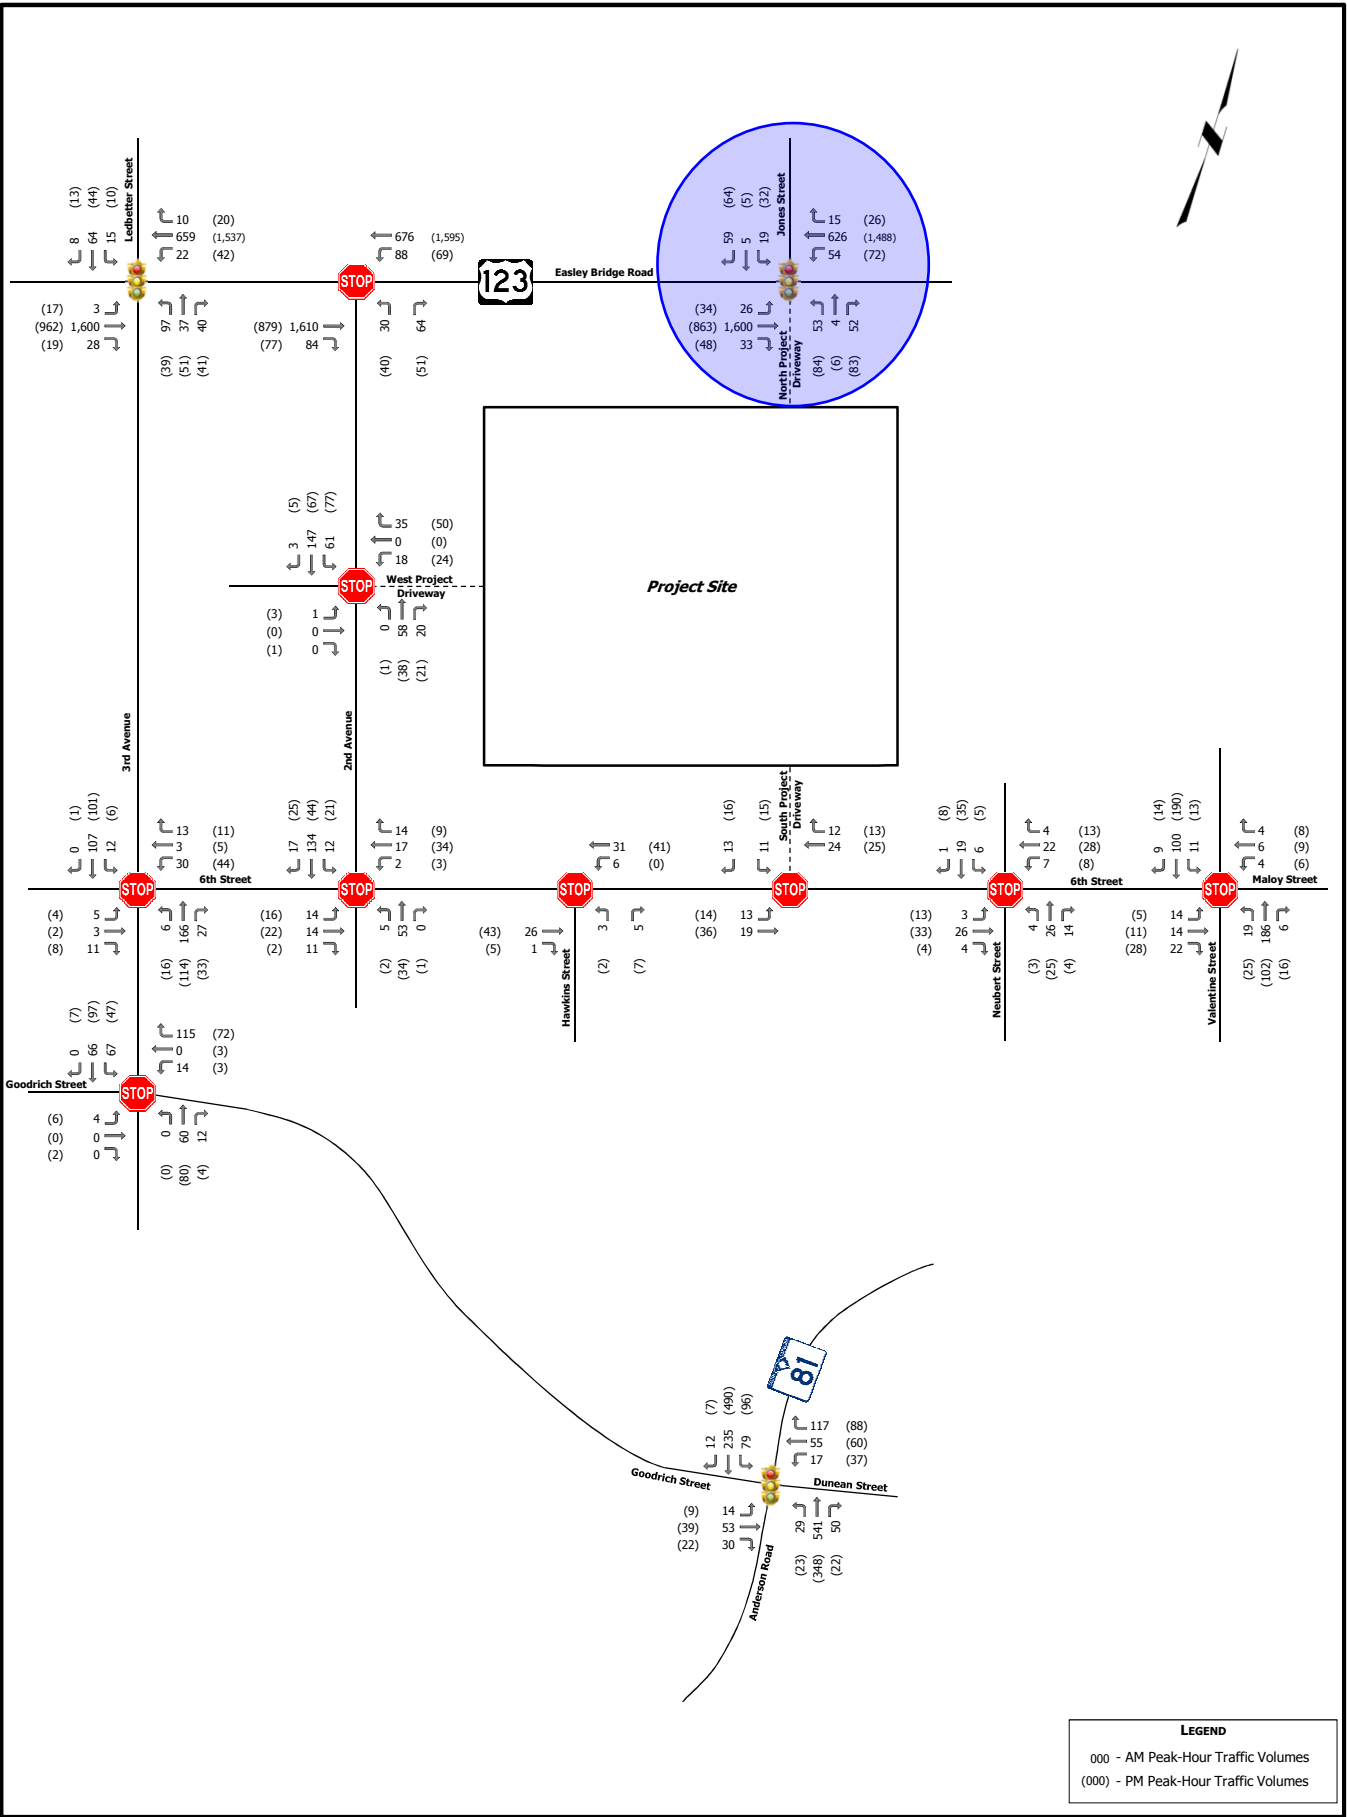 (13) (44) (10)
8 64 15
Ledbetter Street
10 (20)
659 (1,537)
22 (42)
(17) 3
(962) 1,600
(19) 28
97 37 40
(39) (51) (41)
676 (1,595)
88 (69)
STOP
(879) 1,610
(77) 84
30 64
(40) (51)
123
Easley Bridge Road
(64) (5) (32)
59 5 19
Jones Street
15 (26)
626 (1,488)
54 (72)
(34) 26
(863) 1,600
(48) 33
North Project
Driveway
53 4 52
(84) (6) (83)
(5) (67) (77)
3 147 61
35 (50)
0 (0)
18 (24)
STOP
West Project
Driveway
(3) 1
(0) 0
(1) 0
0 58 20
(1) (38) (21)
Project Site
3rd Avenue
2nd Avenue
(1) (101) (6)
0 107 12
13 (11)
3 (5)
30 (44)
STOP
6th Street
(4) 5
(2) 3
(8) 11
6 166 27
(16) (114) (33)
(25) (44) (21)
17 134 12
14 (9)
17 (34)
2 (3)
STOP
(16) 14
(22) 14
(2) 11
5 53 0
(2) (34) (1)
31 (41)
6 (0)
STOP
(43) 26
(5) 1
Hawkins Street
3 5
(2) (7)
(16) (15)
13 11
South Project
Driveway
12 (13)
24 (25)
STOP
(14) 13
(36) 19
(8) (35) (5)
1 19 6
4 (13)
22 (28)
7 (8)
STOP
6th Street
(13) 3
(33) 26
(4) 4
Neubert Street
4 26 14
(3) (25) (4)
(14) (190) (13)
9 100 11
4 (8)
6 (9)
4 (6)
STOP
Maloy Street
(5) 14
(11) 14
(28) 22
Valentine Street
19 186 6
(25) (102) (16)
(7) (97) (47)
0 66 67
115 (72)
0 (3)
14 (3)
Goodrich Street
STOP
(6) 4
(0) 0
(2) 0
0 60 12
(0) (80) (4)
81
(7) (490) (96)
12 235 79
117 (88)
55 (60)
17 (37)
Goodrich Street
Dunean Street
(9) 14
(39) 53
(22) 30
Anderson Road
29 541 50
(23) (348) (22)
LEGEND
000 - AM Peak-Hour Traffic Volumes
(000) - PM Peak-Hour Traffic Volumes